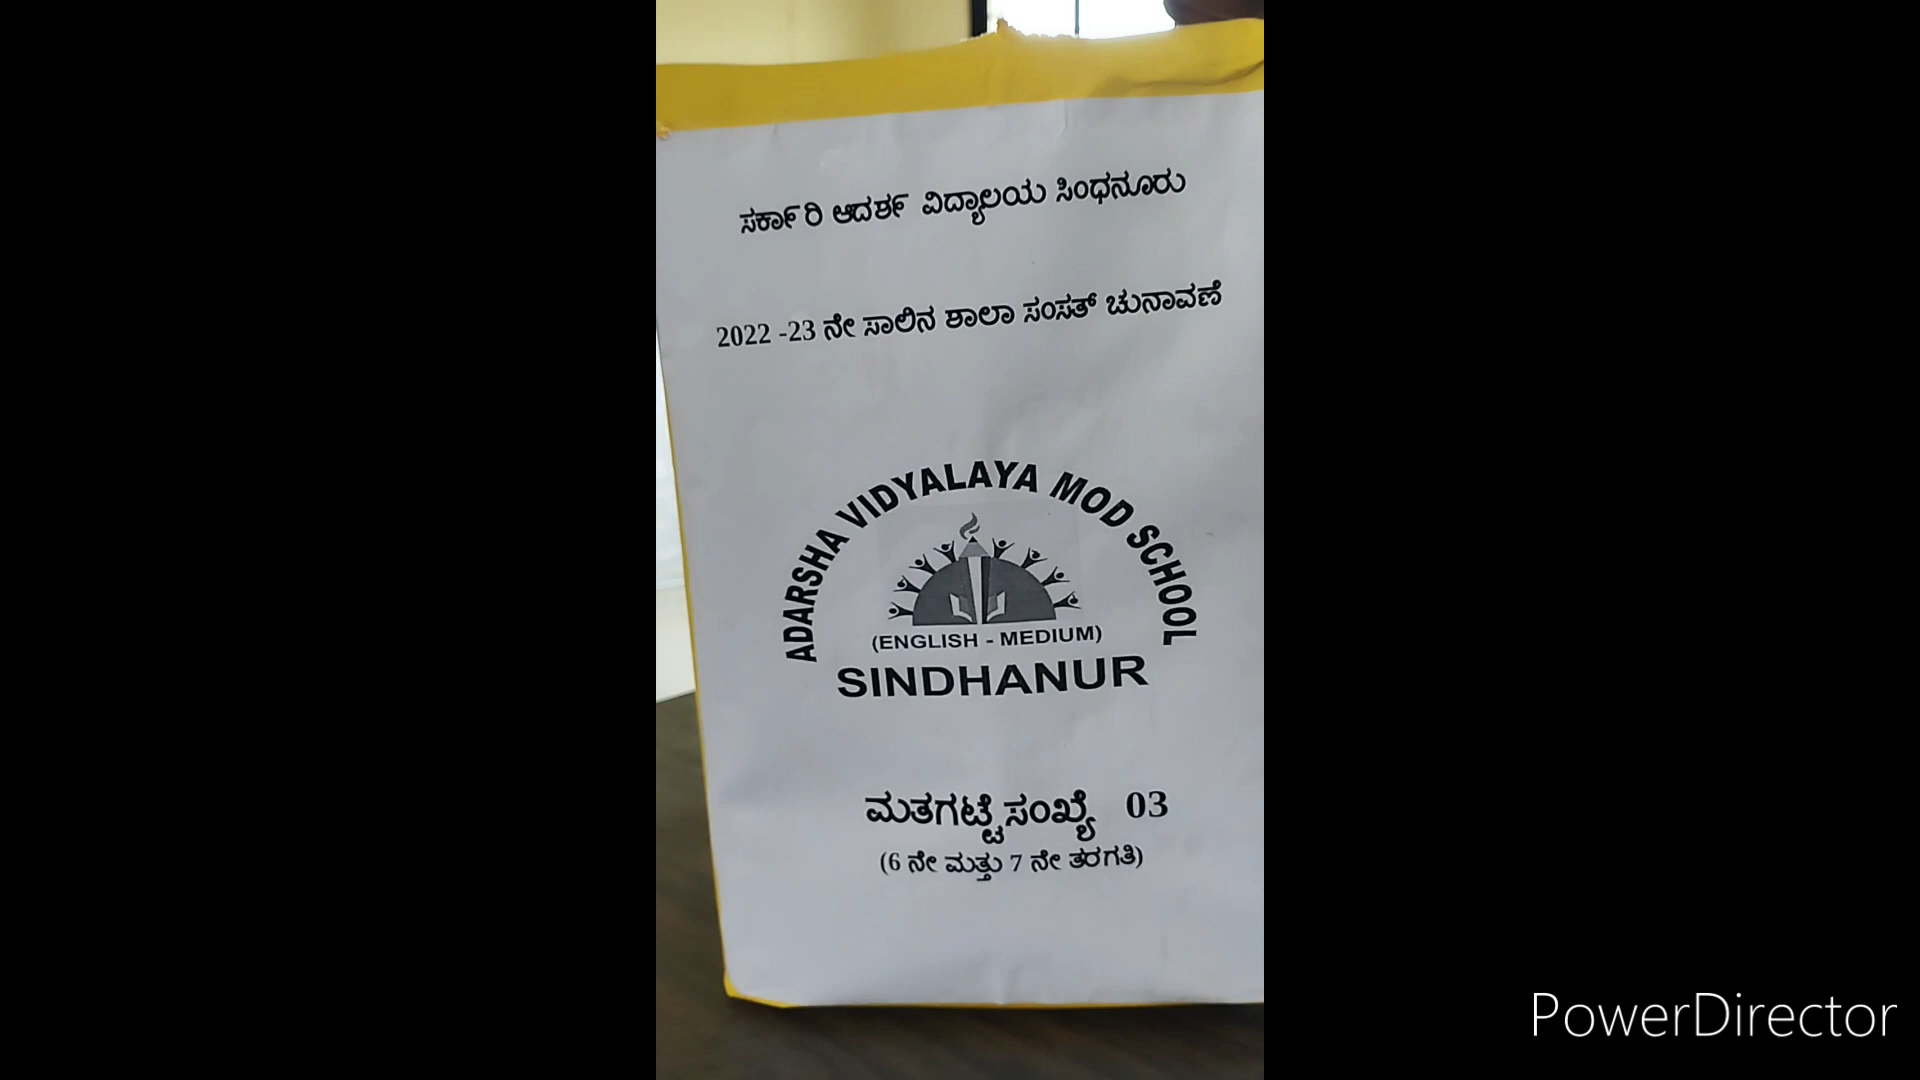 ಸರ್ಕಾರಿ ಆದರ್ಶ ವಿದ್ಯಾಲಯ ಸಿಂಧನೂರು
2022 -23 ನೇ ಸಾಲಿನ ಶಾಲಾ ಸಂಸತ್ ಚುನಾವಣೆ
ADARSHA VIDYALAYA MOD SCHOOL
(ENGLISH - MEDIUM)
SINDHANUR
ಮತಗಟ್ಟೆಸಂಖ್ಯೆ 03
(6 ನೇ ಮತ್ತು 7 ನೇ ತರಗತಿ)
PowerDirector